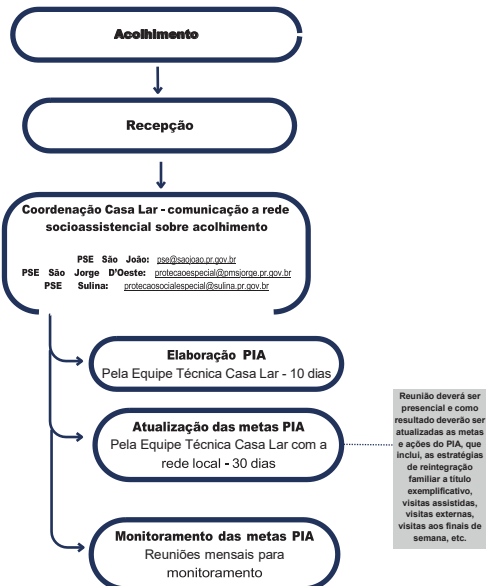 Acolhimento
Recepção
Coordenação Casa Lar - comunicação a rede
socioassistencial sobre acolhimento
PSE São João: pse@saojoao.pr.gov.br
PSE São Jorge D'Oeste: protecaoespecial@pmsjorge.pr.gov.br
PSE Sulina: protecaosocialespecial@sulina.pr.gov.br
Elaboração PIA
Pela Equipe Técnica Casa Lar - 10 dias
Atualização das metas PIA
Pela Equipe Técnica Casa Lar com a
rede local - 30 dias
Reunião deverá ser
presencial e como
resultado deverão ser
atualizadas as metas
e ações do PIA, que
inclui, as estratégias
de reintegração
familiar a titulo
exemplificativo,
visitas assistidas,
visitas externas,
visitas aos finais de
semana, etc.
Monitoramento das metas PIA
Reuniões mensais para
monitoramento